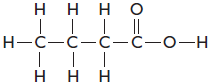 H H H O
H—C—C—C—C—O—H
H H H